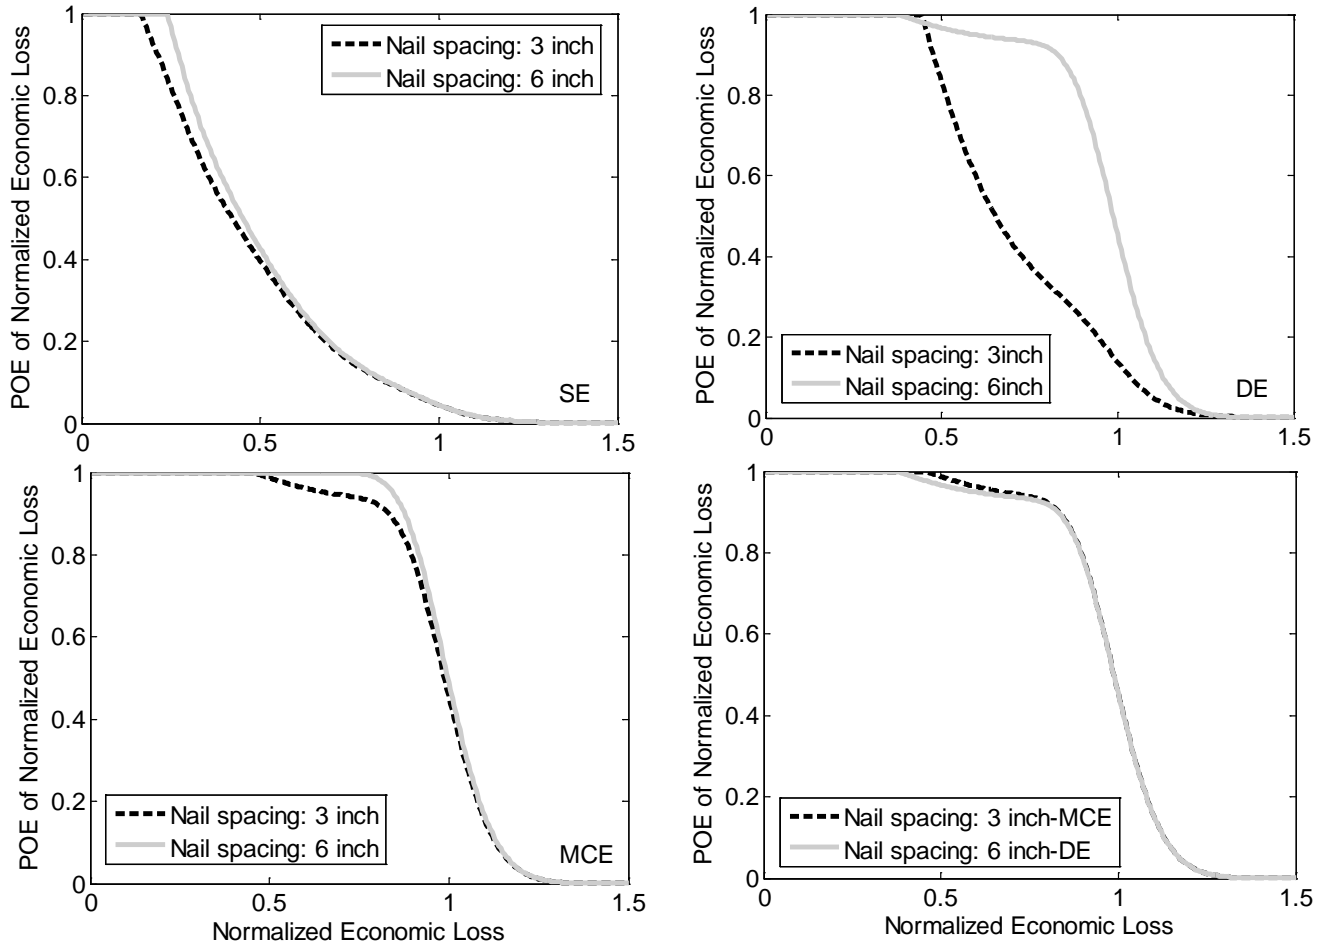 POE of Normalized Economic Loss
1
0.8
0.6
0.4
0.2
0
0
0.5
1
1.5
Nail spacing: 3 inch
Nail spacing: 6 inch
SE
POE of Normalized Economic Loss
1
0.8
0.6
0.4
0.2
0
0
0.5
1
1.5
Nail spacing: 3inch
Nail spacing: 6inch
DE
POE of Normalized Economic Loss
1
0.8
0.6
0.4
0.2
0
0
0.5
1
1.5
Nail spacing: 3 inch
Nail spacing: 6 inch
MCE
Normalized Economic Loss
POE of Normalized Economic Loss
1
0.8
0.6
0.4
0.2
0
0
0.5
1
1.5
Nail spacing: 3 inch-MCE
Nail spacing: 6 inch-DE
Normalized Economic Loss